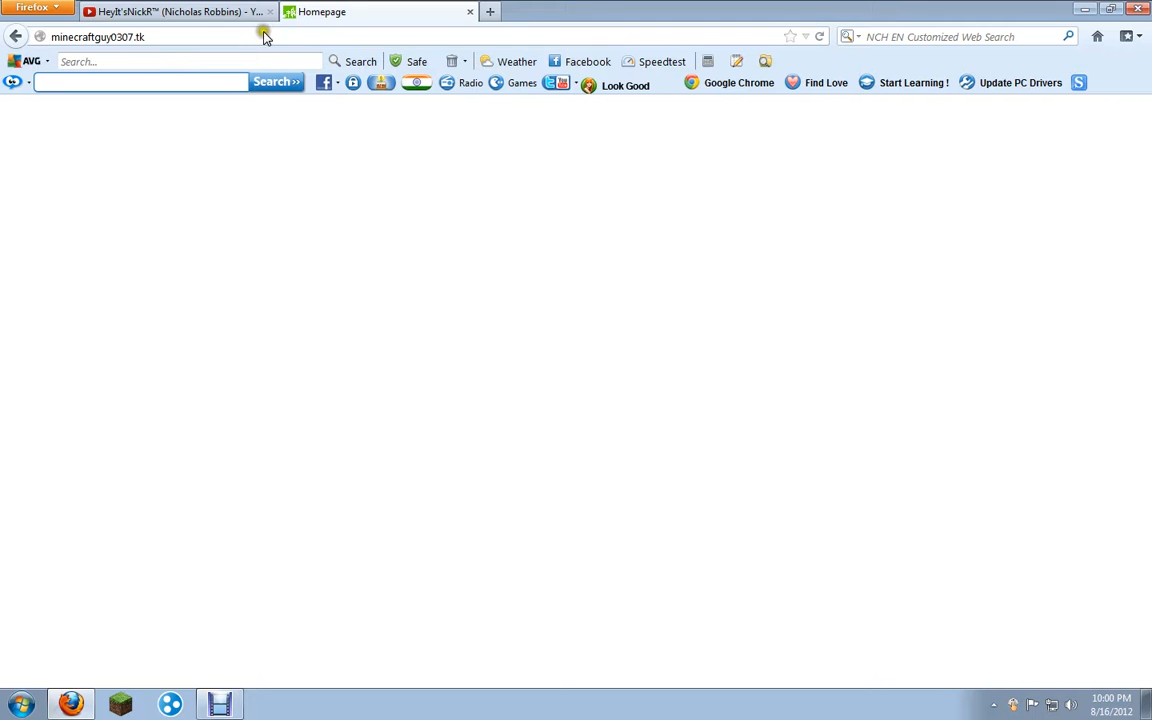 Firefox
HeyIt'sNickR™ (Nicholas Robbins) - Y...
Homepage
minecraftguy0307.tk
NCH EN Customized Web Search
AVG
Search...
Search
Safe
Weather
Facebook
Speedtest
Search>>
Radio
Games
You Tube
Look Good
Google Chrome
Find Love
Start Learning !
Update PC Drivers
S
10:00 PM
8/16/2012